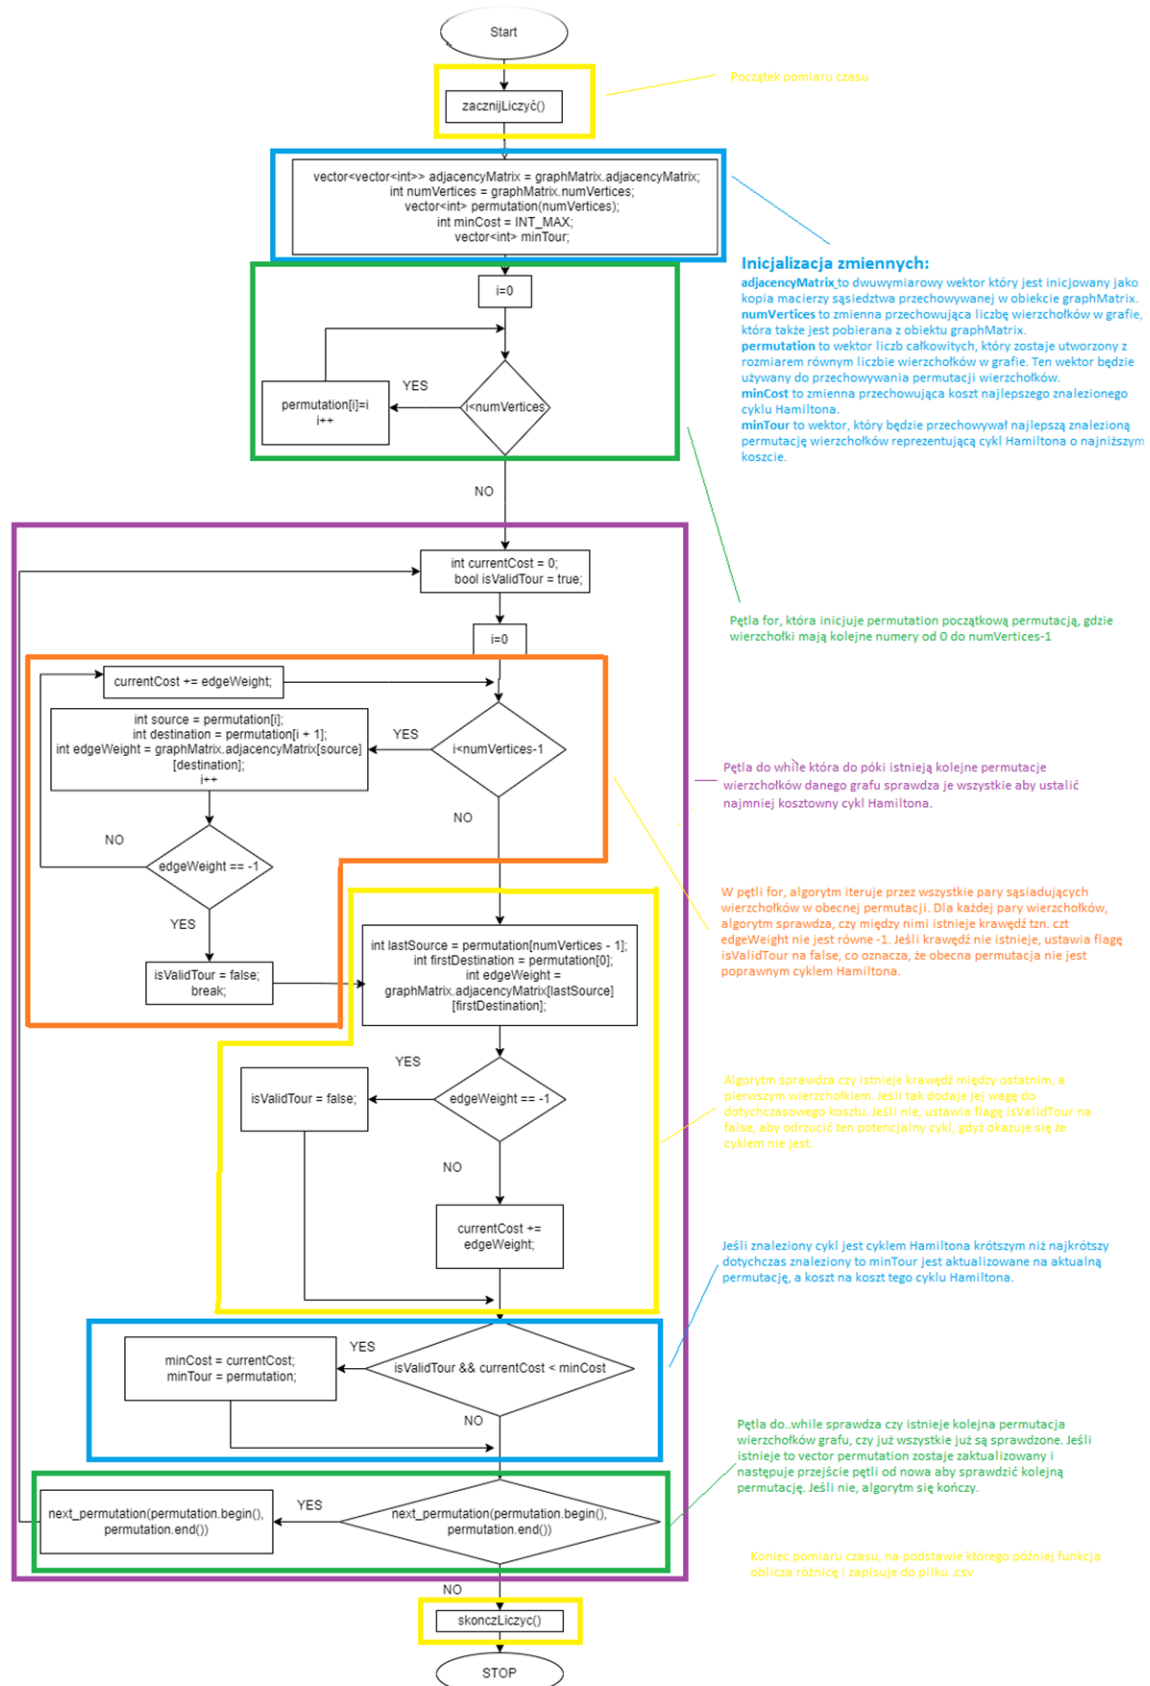 Start
Początek pomiaru czasu
zacznijLiczyć()
vector<vector<int>> adjacencyMatrix = graphMatrix.adjacencyMatrix;
int numVertices = graphMatrix.numVertices;
vector<int> permutation(numVertices);
int minCost = INT_MAX;
vector<int> minTour;
Inicjalizacja zmiennych:
adjacencyMatrix to dwuwymiarowy wektor który jest inicjowany jako
kopia macierzy sąsiedztwa przechowywanej w obiekcie graphMatrix.
numVertices to zmienna przechowująca liczbę wierzchołków w grafie,
która także jest pobierana z obiektu graphMatrix.
permutation to wektor liczb całkowitych, który zostaje utworzony z
rozmiarem równym liczbie wierzchołków w grafie. Ten wektor będzie
używany do przechowywania permutacji wierzchołków.
minCost to zmienna przechowująca koszt najlepszego znalezionego
cyklu Hamiltona.
minTour to wektor, który będzie przechowywał najlepszą znalezioną
permutację wierzchołków reprezentującą cykl Hamiltona o najniższym
koszcie.
i=0
YES
permutation[i]=i
i++
i<numVertices
NO
int currentCost = 0;
bool isValidTour = true;
Pętla for, która inicjuje permutation początkową permutacją, gdzie
wierzchołki mają kolejne numery od 0 do numVertices-1
i=0
currentCost += edgeWeight;
int source = permutation[i];
int destination = permutation[i + 1];
int edgeWeight = graphMatrix.adjacencyMatrix[source]
[destination];
i++
YES
i<numVertices-1
NO
Pętla do while która do póki istnieją kolejne permutacje
wierzchołków danego grafu sprawdza je wszystkie aby ustalić
najmniej kosztowny cykl Hamiltona.
NO
edgeWeight == -1
YES
isValidTour = false;
break;
W pętli for, algorytm iteruje przez wszystkie pary sąsiadujących
wierzchołków w obecnej permutacji. Dla każdej pary wierzchołków,
algorytm sprawdza, czy między nimi istnieje krawędź tzn. czt
edgeWeight nie jest równe -1. Jeśli krawędź nie istnieje, ustawia flagę
isValidTour na false, co oznacza, że obecna permutacja nie jest
poprawnym cyklem Hamiltona.
int lastSource = permutation[numVertices - 1];
int firstDestination = permutation[0];
int edgeWeight =
graphMatrix.adjacencyMatrix[lastSource]
[firstDestination];
YES
isValidTour = false;
edgeWeight == -1
NO
currentCost +=
edgeWeight;
Algorytm sprawdza czy istnieje krawędź między ostatnim, a
pierwszym wierzchołkiem. Jeśli tak dodaje jej wagę do
dotychczasowego kosztu. Jeśli nie, ustawia flagę isValidTour na
false, aby odrzucić ten potencjalny cykl, gdyż okazuje się że
cyklem nie jest.
Jeśli znaleziony cykl jest cyklem Hamiltona krótszym niż najkrótszy
dotychczas znaleziony to minTour jest aktualizowane na aktualną
permutację, a koszt na koszt tego cyklu Hamiltona.
YES
minCost = currentCost;
minTour = permutation;
isValidTour && currentCost < minCost
NO
Pętla do..while sprawdza czy istnieje kolejna permutacja
wierzchołków grafu, czy już wszystkie już są sprawdzone. Jeśli
istnieje to vector permutation zostaje zaktualizowany i
następuje przejście pętli od nowa aby sprawdzić kolejną
permutację. Jeśli nie, algorytm się kończy.
next_permutation(permutation.begin(),
permutation.end())
YES
next_permutation(permutation.begin(),
permutation.end())
Koniec pomiaru czasu, na podstawie którego później funkcja
oblicza różnicę i zapisuje do pliku .csv
NO
skonczLiczyc()
STOP